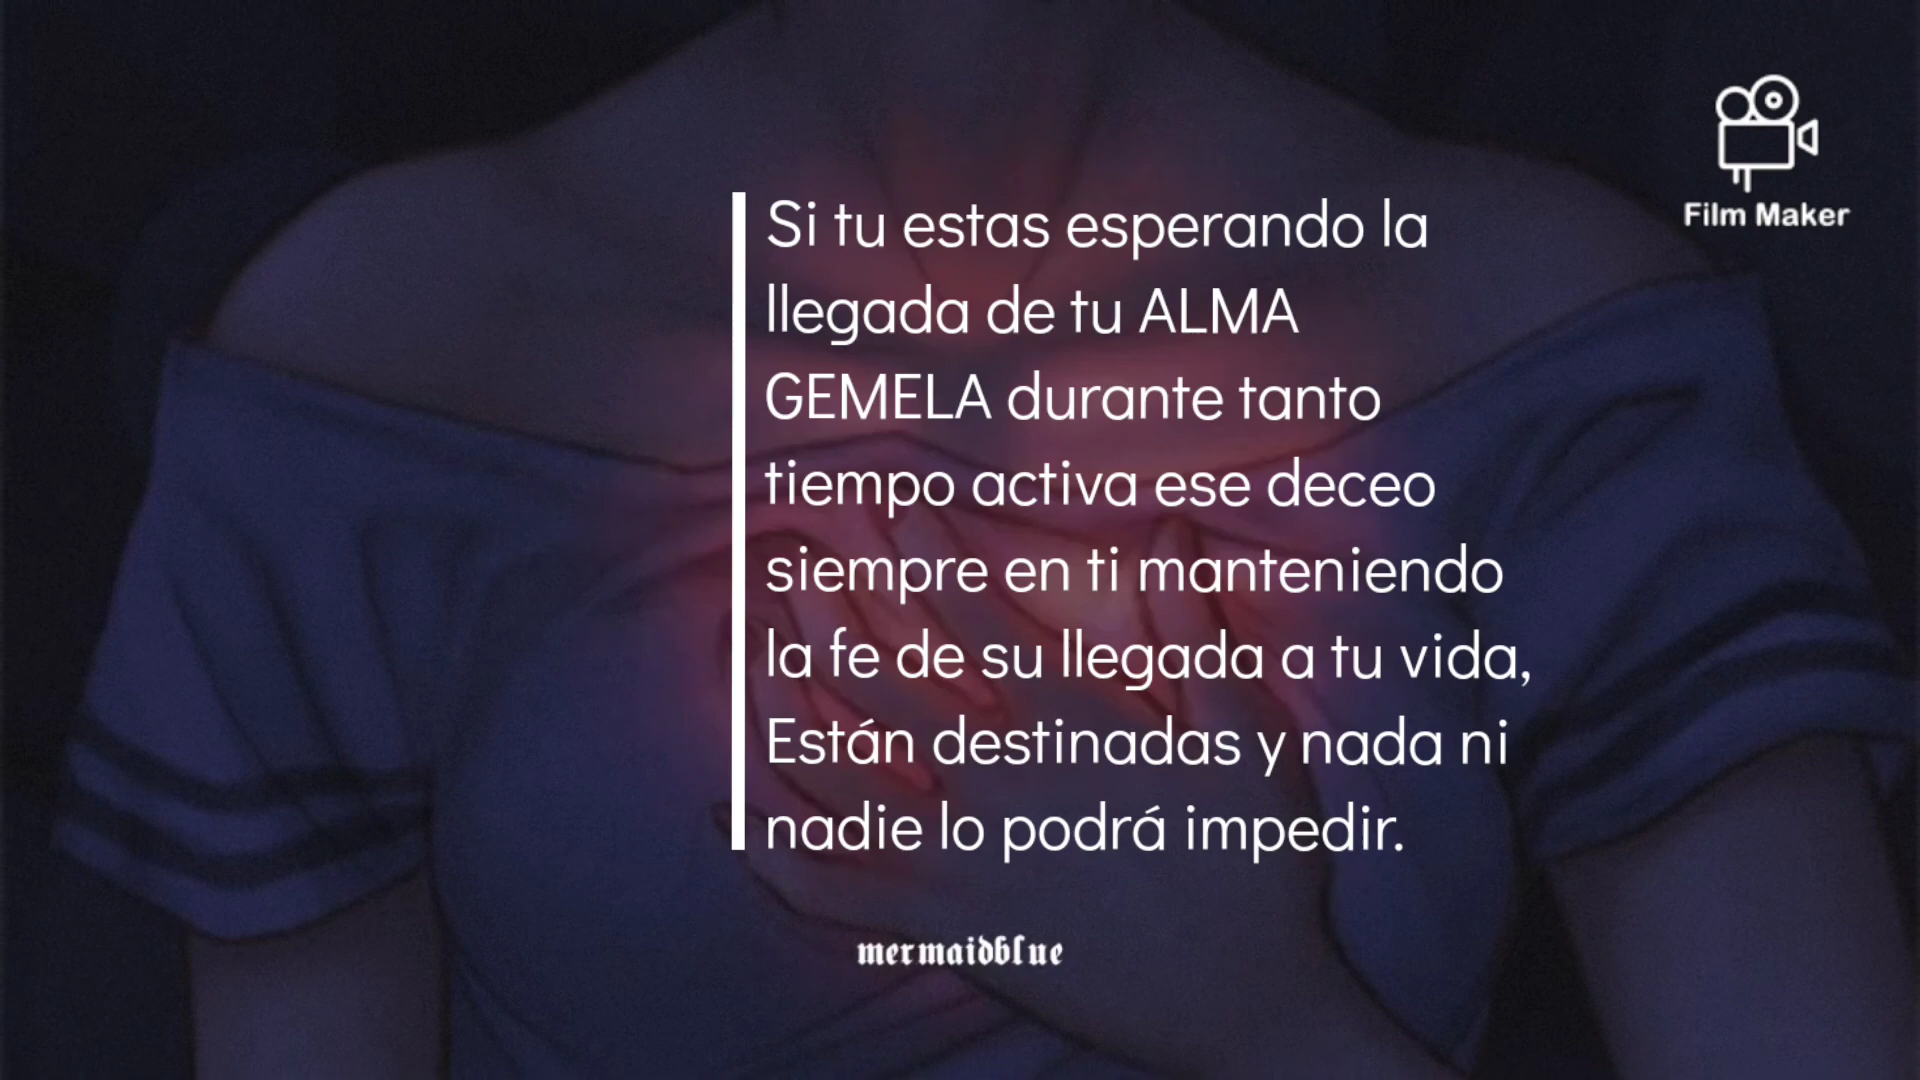 Film Maker
Si tu estas esperando la
llegada de tu ALMA
GEMELA durante tanto
tiempo activa ese deceo
siempre en ti manteniendo
la fe de su llegada a tu vida,
Están destinadas y nada ni
nadie lo podrá impedir.
mermaidblue